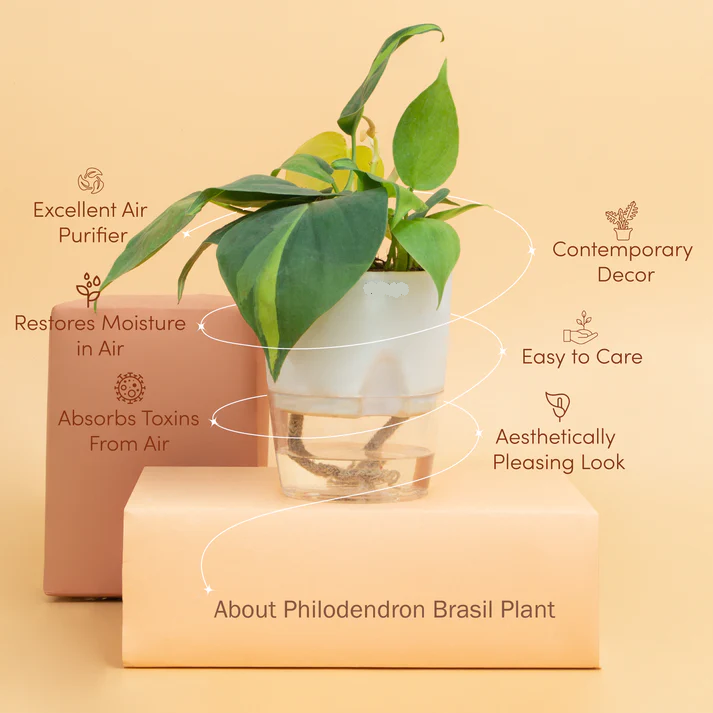 Excellent Air
Purifier
Restores Moisture
in Air
Absorbs Toxins
From Air
Contemporary
Decor
Easy to Care
Aesthetically
Pleasing Look
About Philodendron Brasil Plant